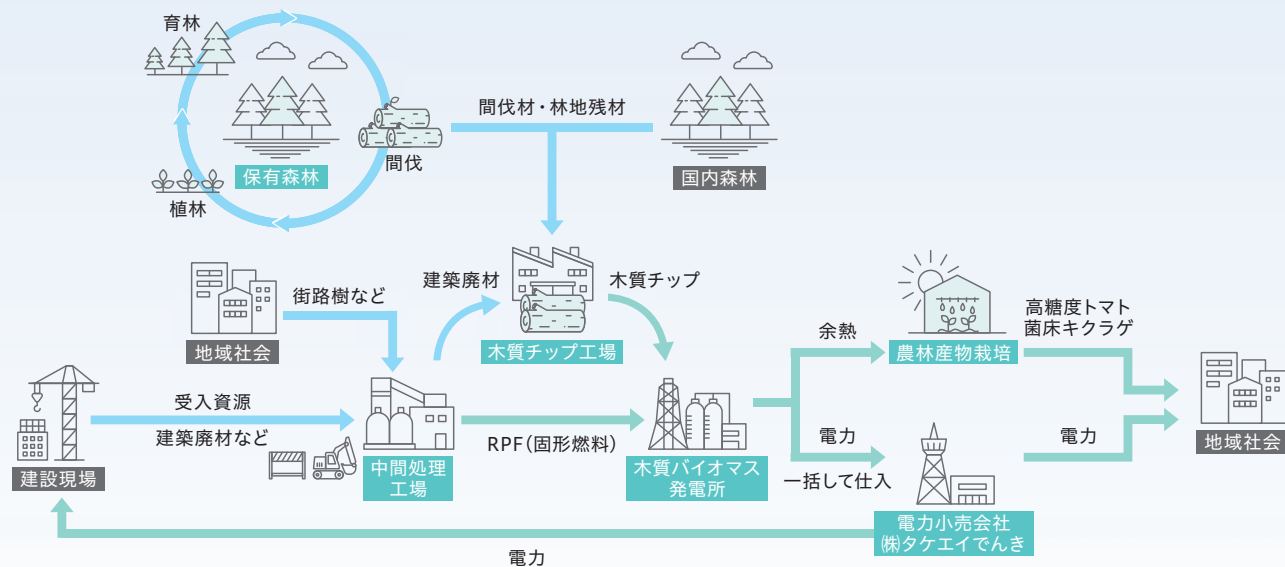 育林
間伐材・林地残材
保有森林
間伐
国内森林
植林
建築廃材
木質チップ
街路樹など
高糖度トマト
菌床キクラゲ
余熱
地域社会
木質チップ工場
農林産物栽培
受入資源
建築廃材など
RPF(固形燃料)
電力
電力
地域社会
中間処理
工場
木質バイオマス
発電所
一括して仕入
建設現場
電力小売会社
㈱タケエイでんき
電力